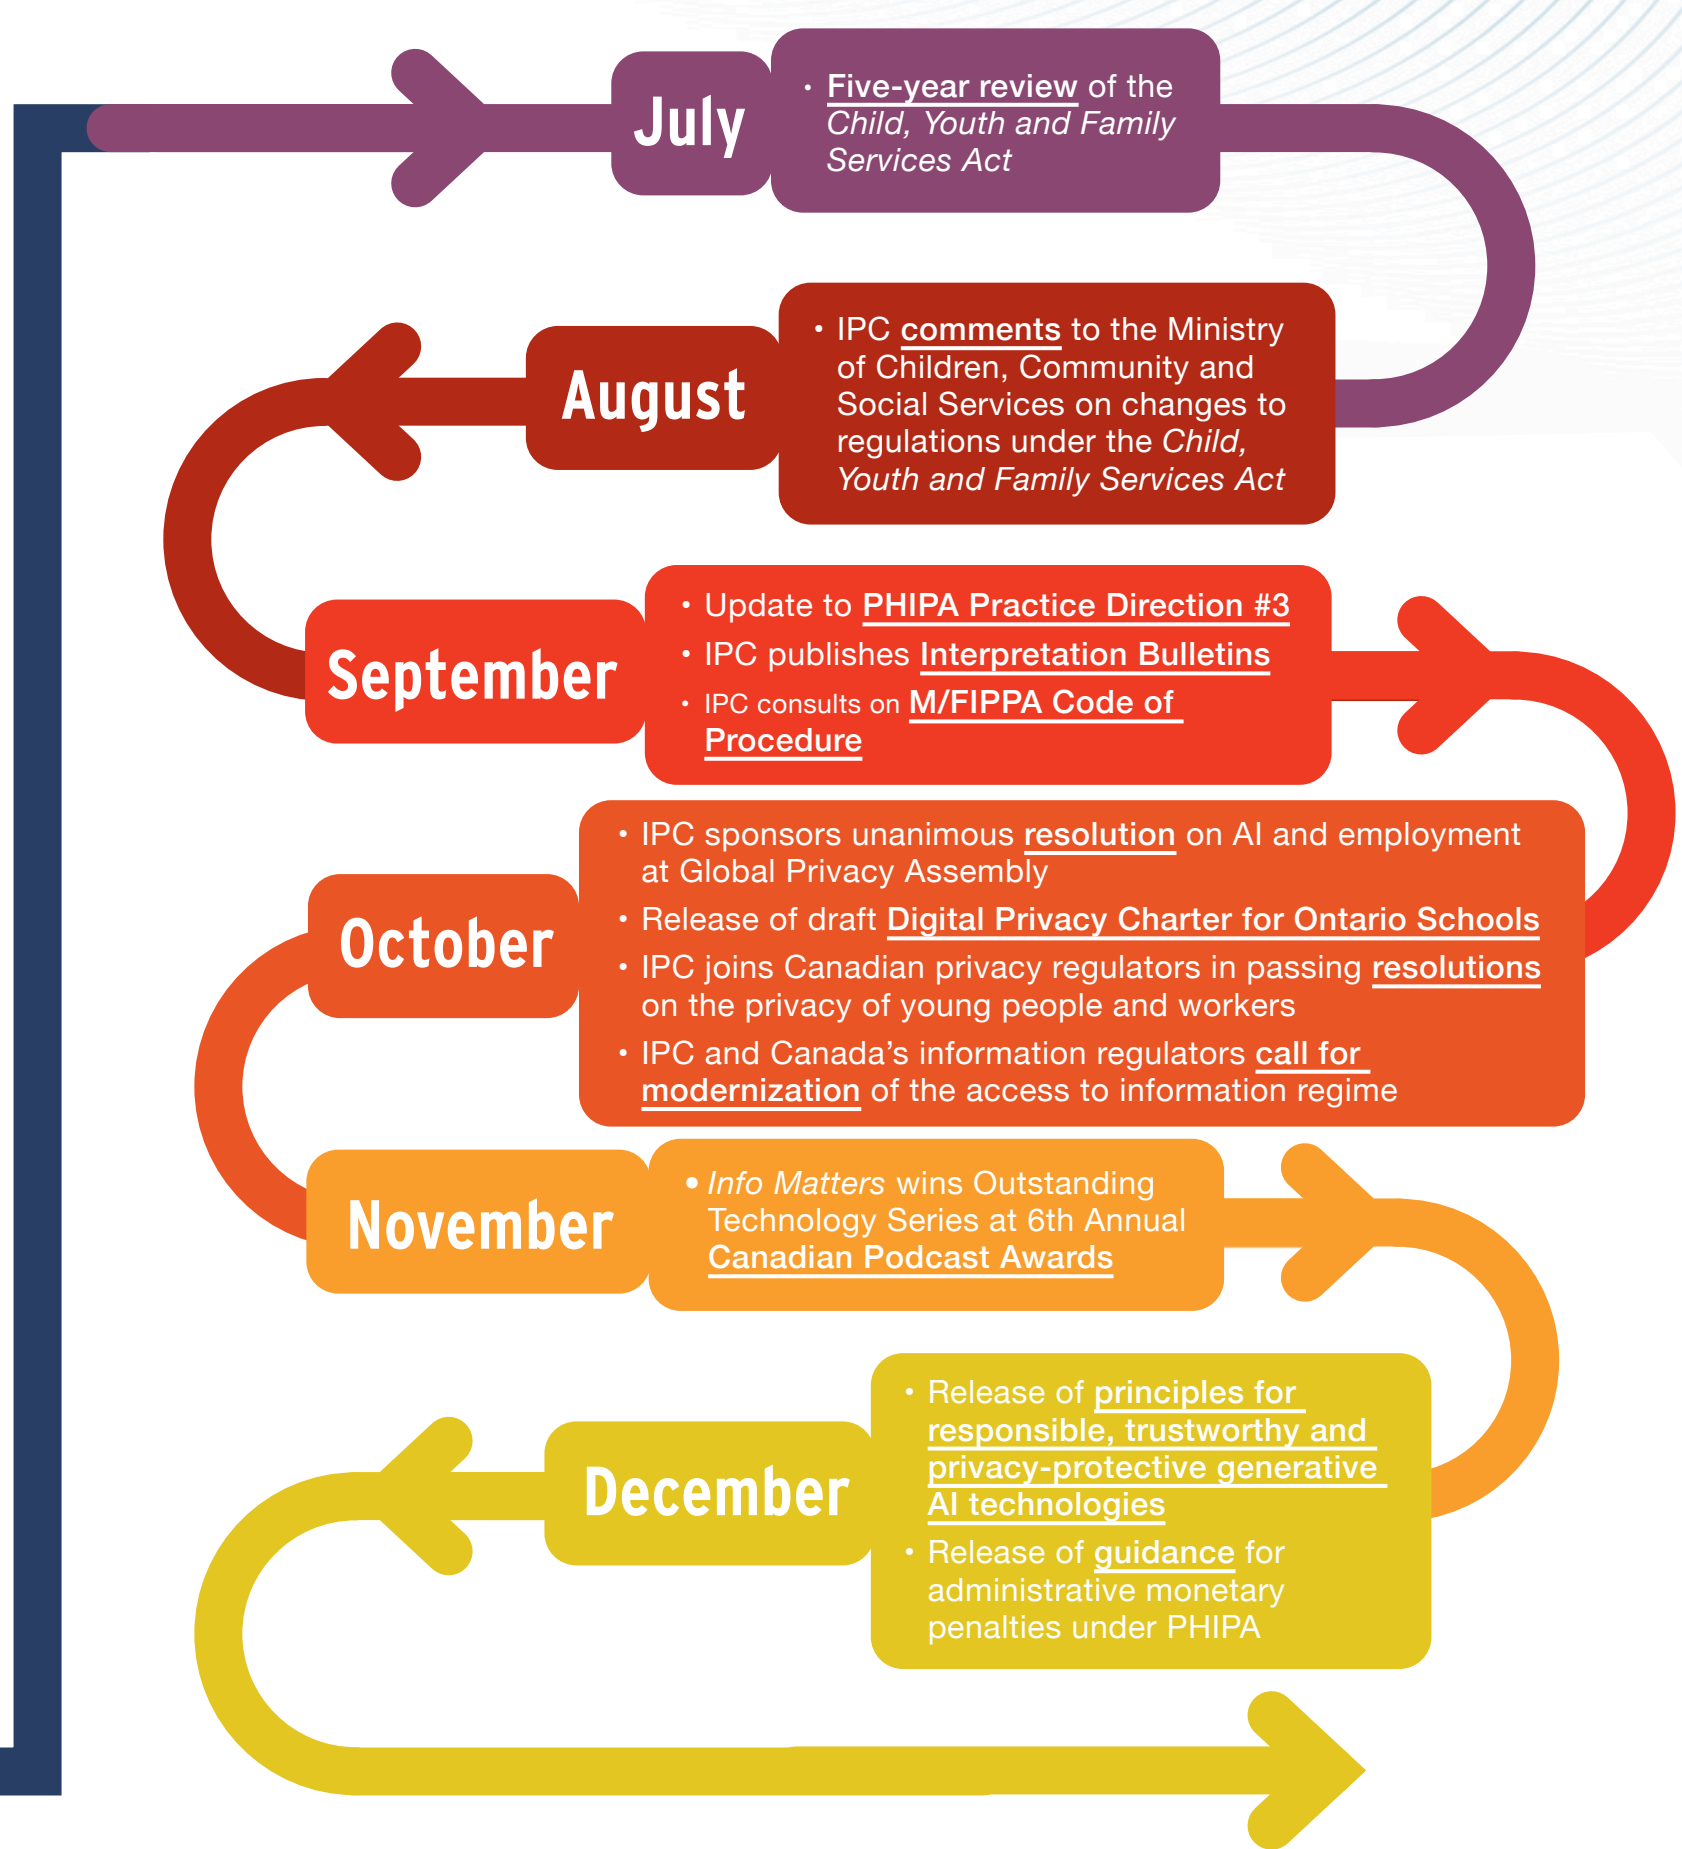 July
• Five-year review of the
Child, Youth and Family
Services Act
August
• IPC comments to the Ministry
of Children, Community and
Social Services on changes to
regulations under the Child,
Youth and Family Services Act
September
• Update to PHIPA Practice Direction #3
• IPC publishes Interpretation Bulletins
• IPC consults on M/FIPPA Code of
Procedure
October
• IPC sponsors unanimous resolution on AI and employment
at Global Privacy Assembly
• Release of draft Digital Privacy Charter for Ontario Schools
• IPC joins Canadian privacy regulators in passing resolutions
on the privacy of young people and workers
• IPC and Canada’s information regulators call for
modernization of the access to information regime
November
• Info Matters wins Outstanding
Technology Series at 6th Annual
Canadian Podcast Awards
December
• Release of principles for
responsible, trustworthy and
privacy-protective generative
AI technologies
• Release of guidance for
administrative monetary
penalties under PHIPA